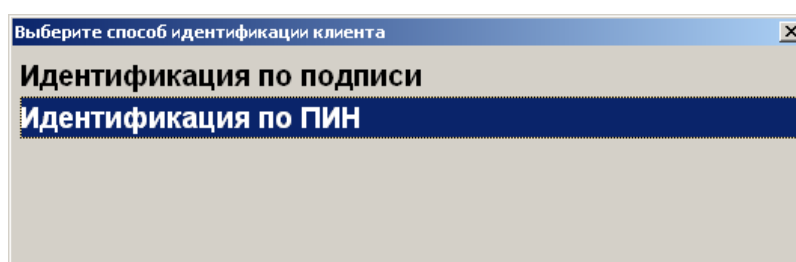 Выберите способ идентификации клиента
Идентификация по подписи
Идентификация по ПИН